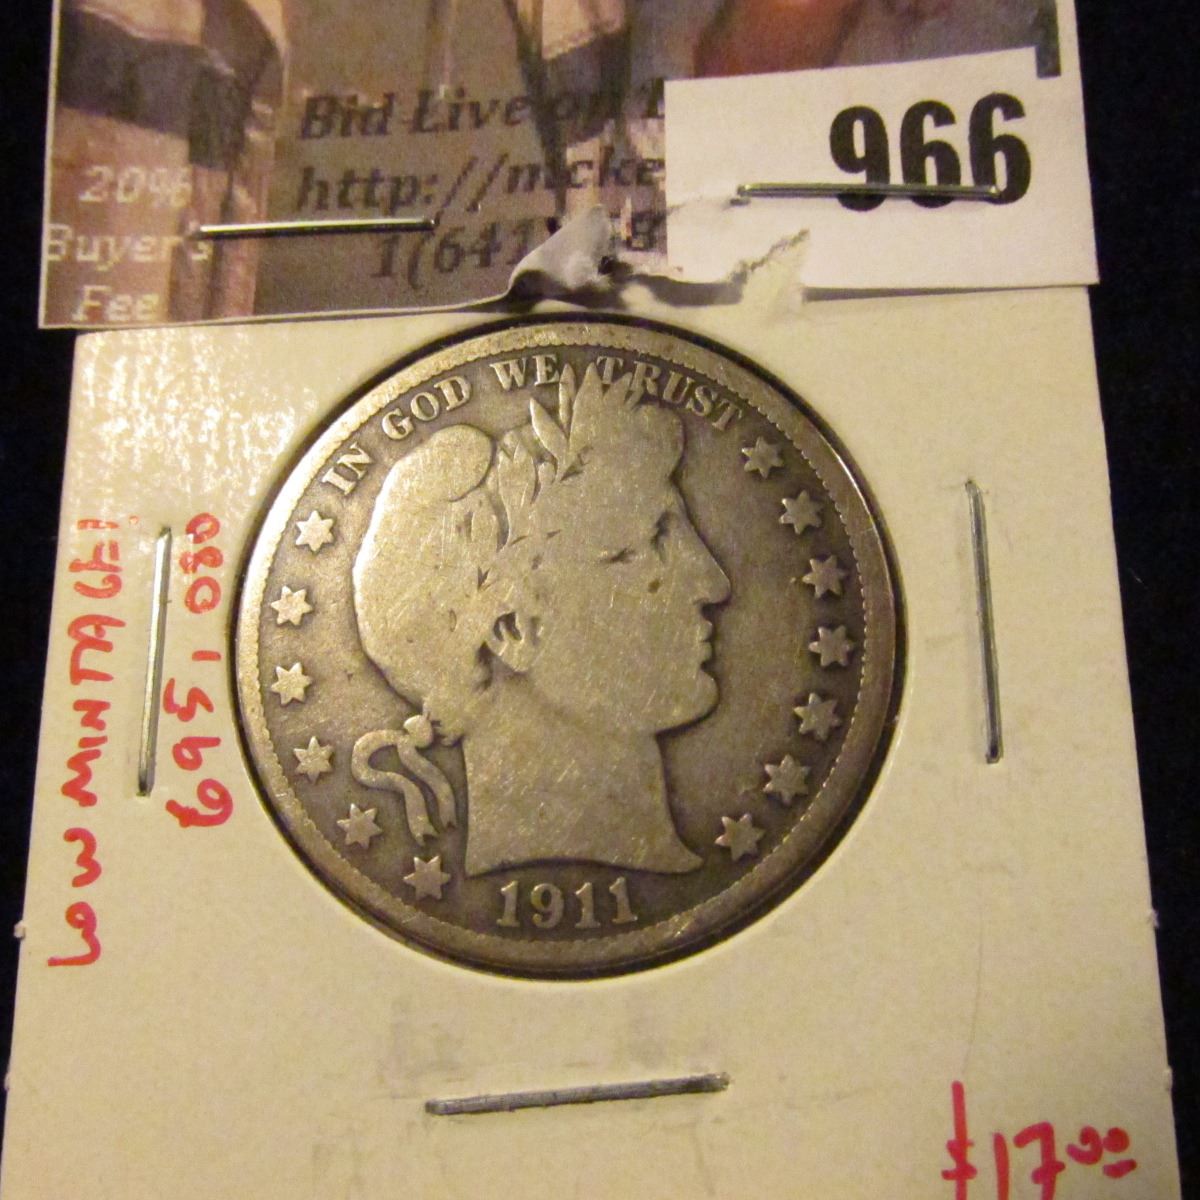 Bid Live on
966
20%
http://mcke
Buyer's
1(641)
Fee
IN GOD WE TRUST
1911
LOW MINTAGE!
695,080
$17.00